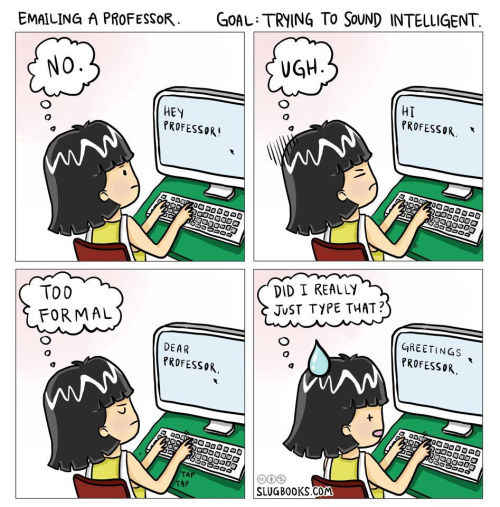 EMAILING A PROFESSOR.
GOAL: TRYING TO SOUND INTELLIGENT.
NO.
HEY
PROFESSOR!
UGH.
HI
PROFESSOR.
TOO
FORMAL
DEAR
PROFESSOR,
TAP
TAP
DID I REALLY
JUST TYPE THAT?
GREETINGS
PROFESSOR.
SLUGBOOKS.COM